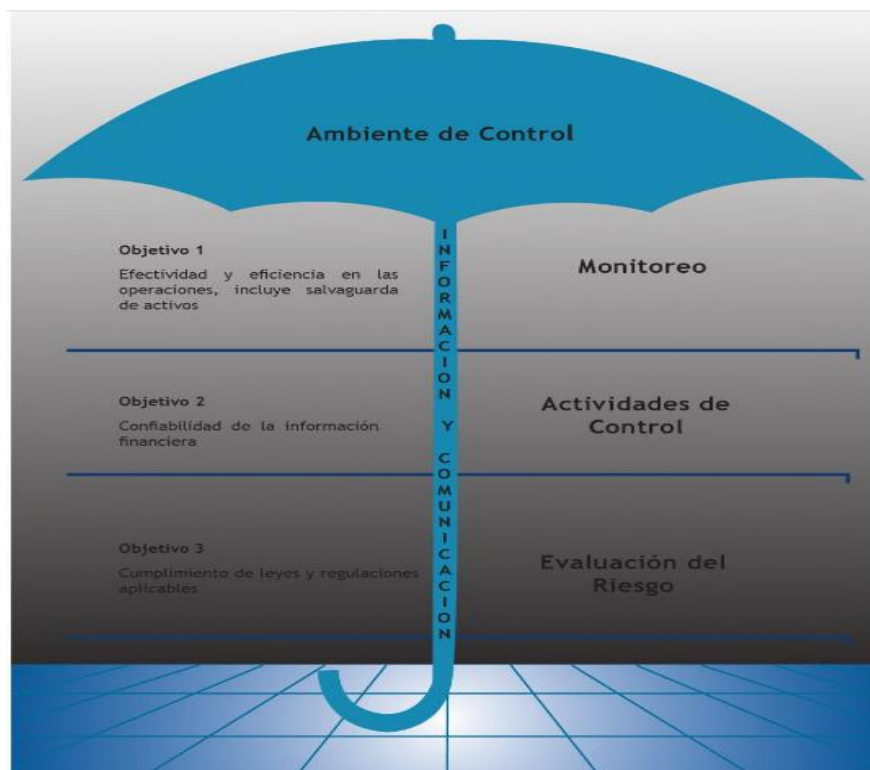 Ambiente de Control
Objetivo 1
Efectividad y eficiencia en las
operaciones, incluye salvaguarda
de activos
Monitoreo
INFORMACION Y COMUNICACION
Objetivo 2
Confiabilidad de la información
financiera
Actividades de
Control
Objetivo 3
Cumplimiento de leyes y regulaciones
aplicables
Evaluación del
Riesgo